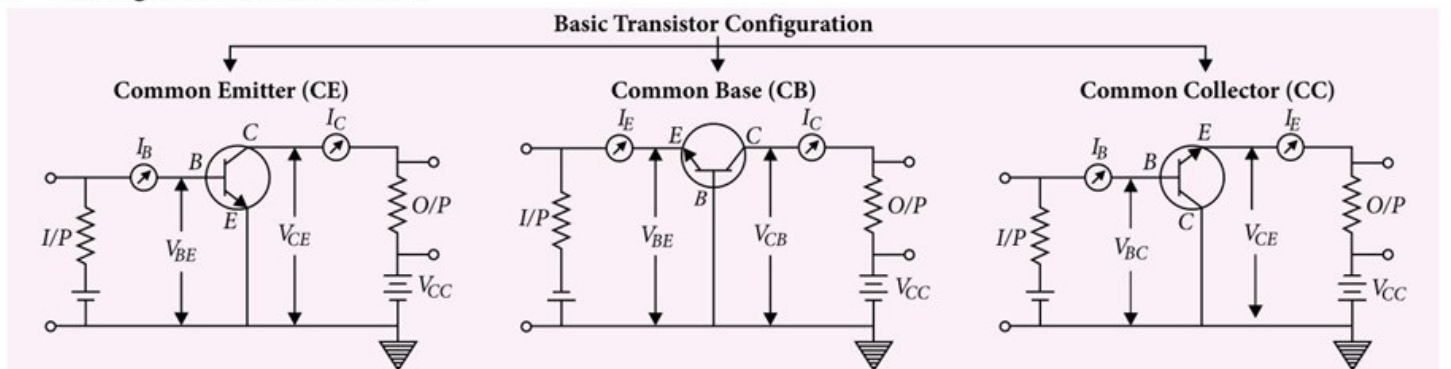 Basic Transistor Configuration
Common Emitter (CE)
I_B
B
C
E
I_C
I/P
V_BE
V_CE
O/P
V_CC
Common Base (CB)
I_E
E
C
B
I_C
I/P
V_BE
V_CB
O/P
V_CC
Common Collector (CC)
I_B
B
E
C
I_E
I/P
V_BC
V_CE
O/P
V_CC